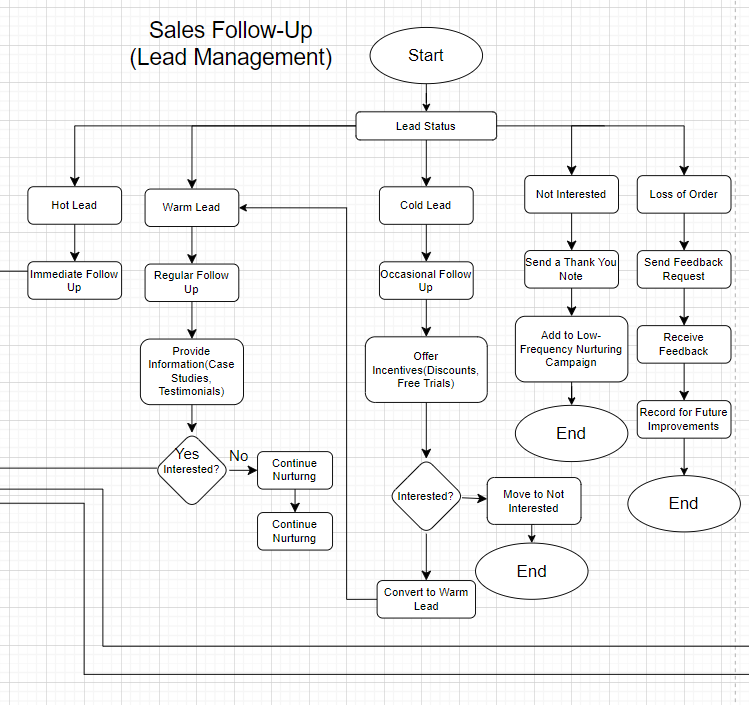 Sales Follow-Up
(Lead Management)
Start
Lead Status
Hot Lead
Warm Lead
Cold Lead
Not Interested
Loss of Order
Immediate Follow
Up
Regular Follow
Up
Occasional Follow
Up
Send a Thank You
Note
Send Feedback
Request
Provide
Information(Case
Studies,
Testimonials)
Offer
Incentives(Discounts,
Free Trials)
Add to Low-
Frequency Nurturing
Campaign
Receive
Feedback
Record for Future
Improvements
End
Yes
Interested?
No
Continue
Nurturng
Continue
Nurturng
Interested?
Move to Not
Interested
End
End
Convert to Warm
Lead